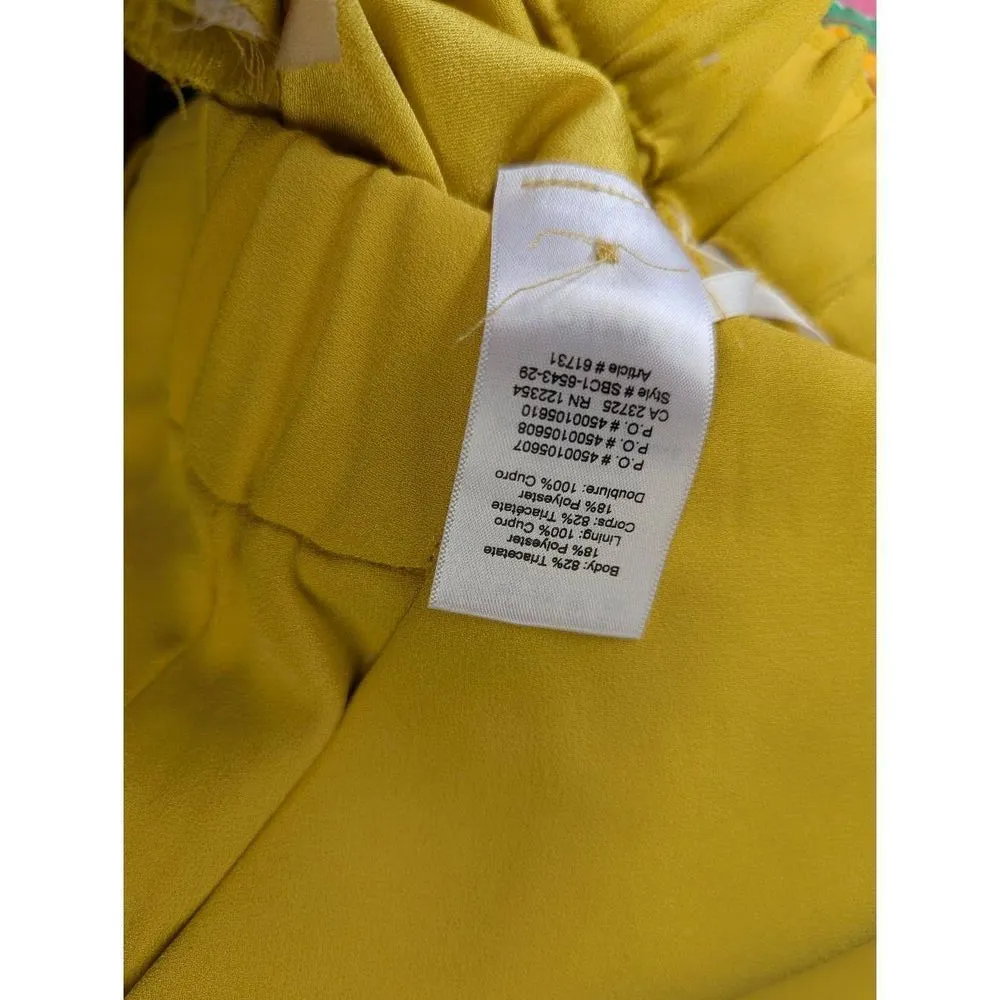 Body: 82% Triacetate
18% Polyester
Lining: 100% Cupro
Corps: 82% Triacétate
18% Polyester
Doublure: 100% Cupro
P.O. # 4500105607
P.O. # 4500105608
P.O. # 4500105610
CA 23725 RN 122354
Style # SBC1-6543-29
Article # 61731